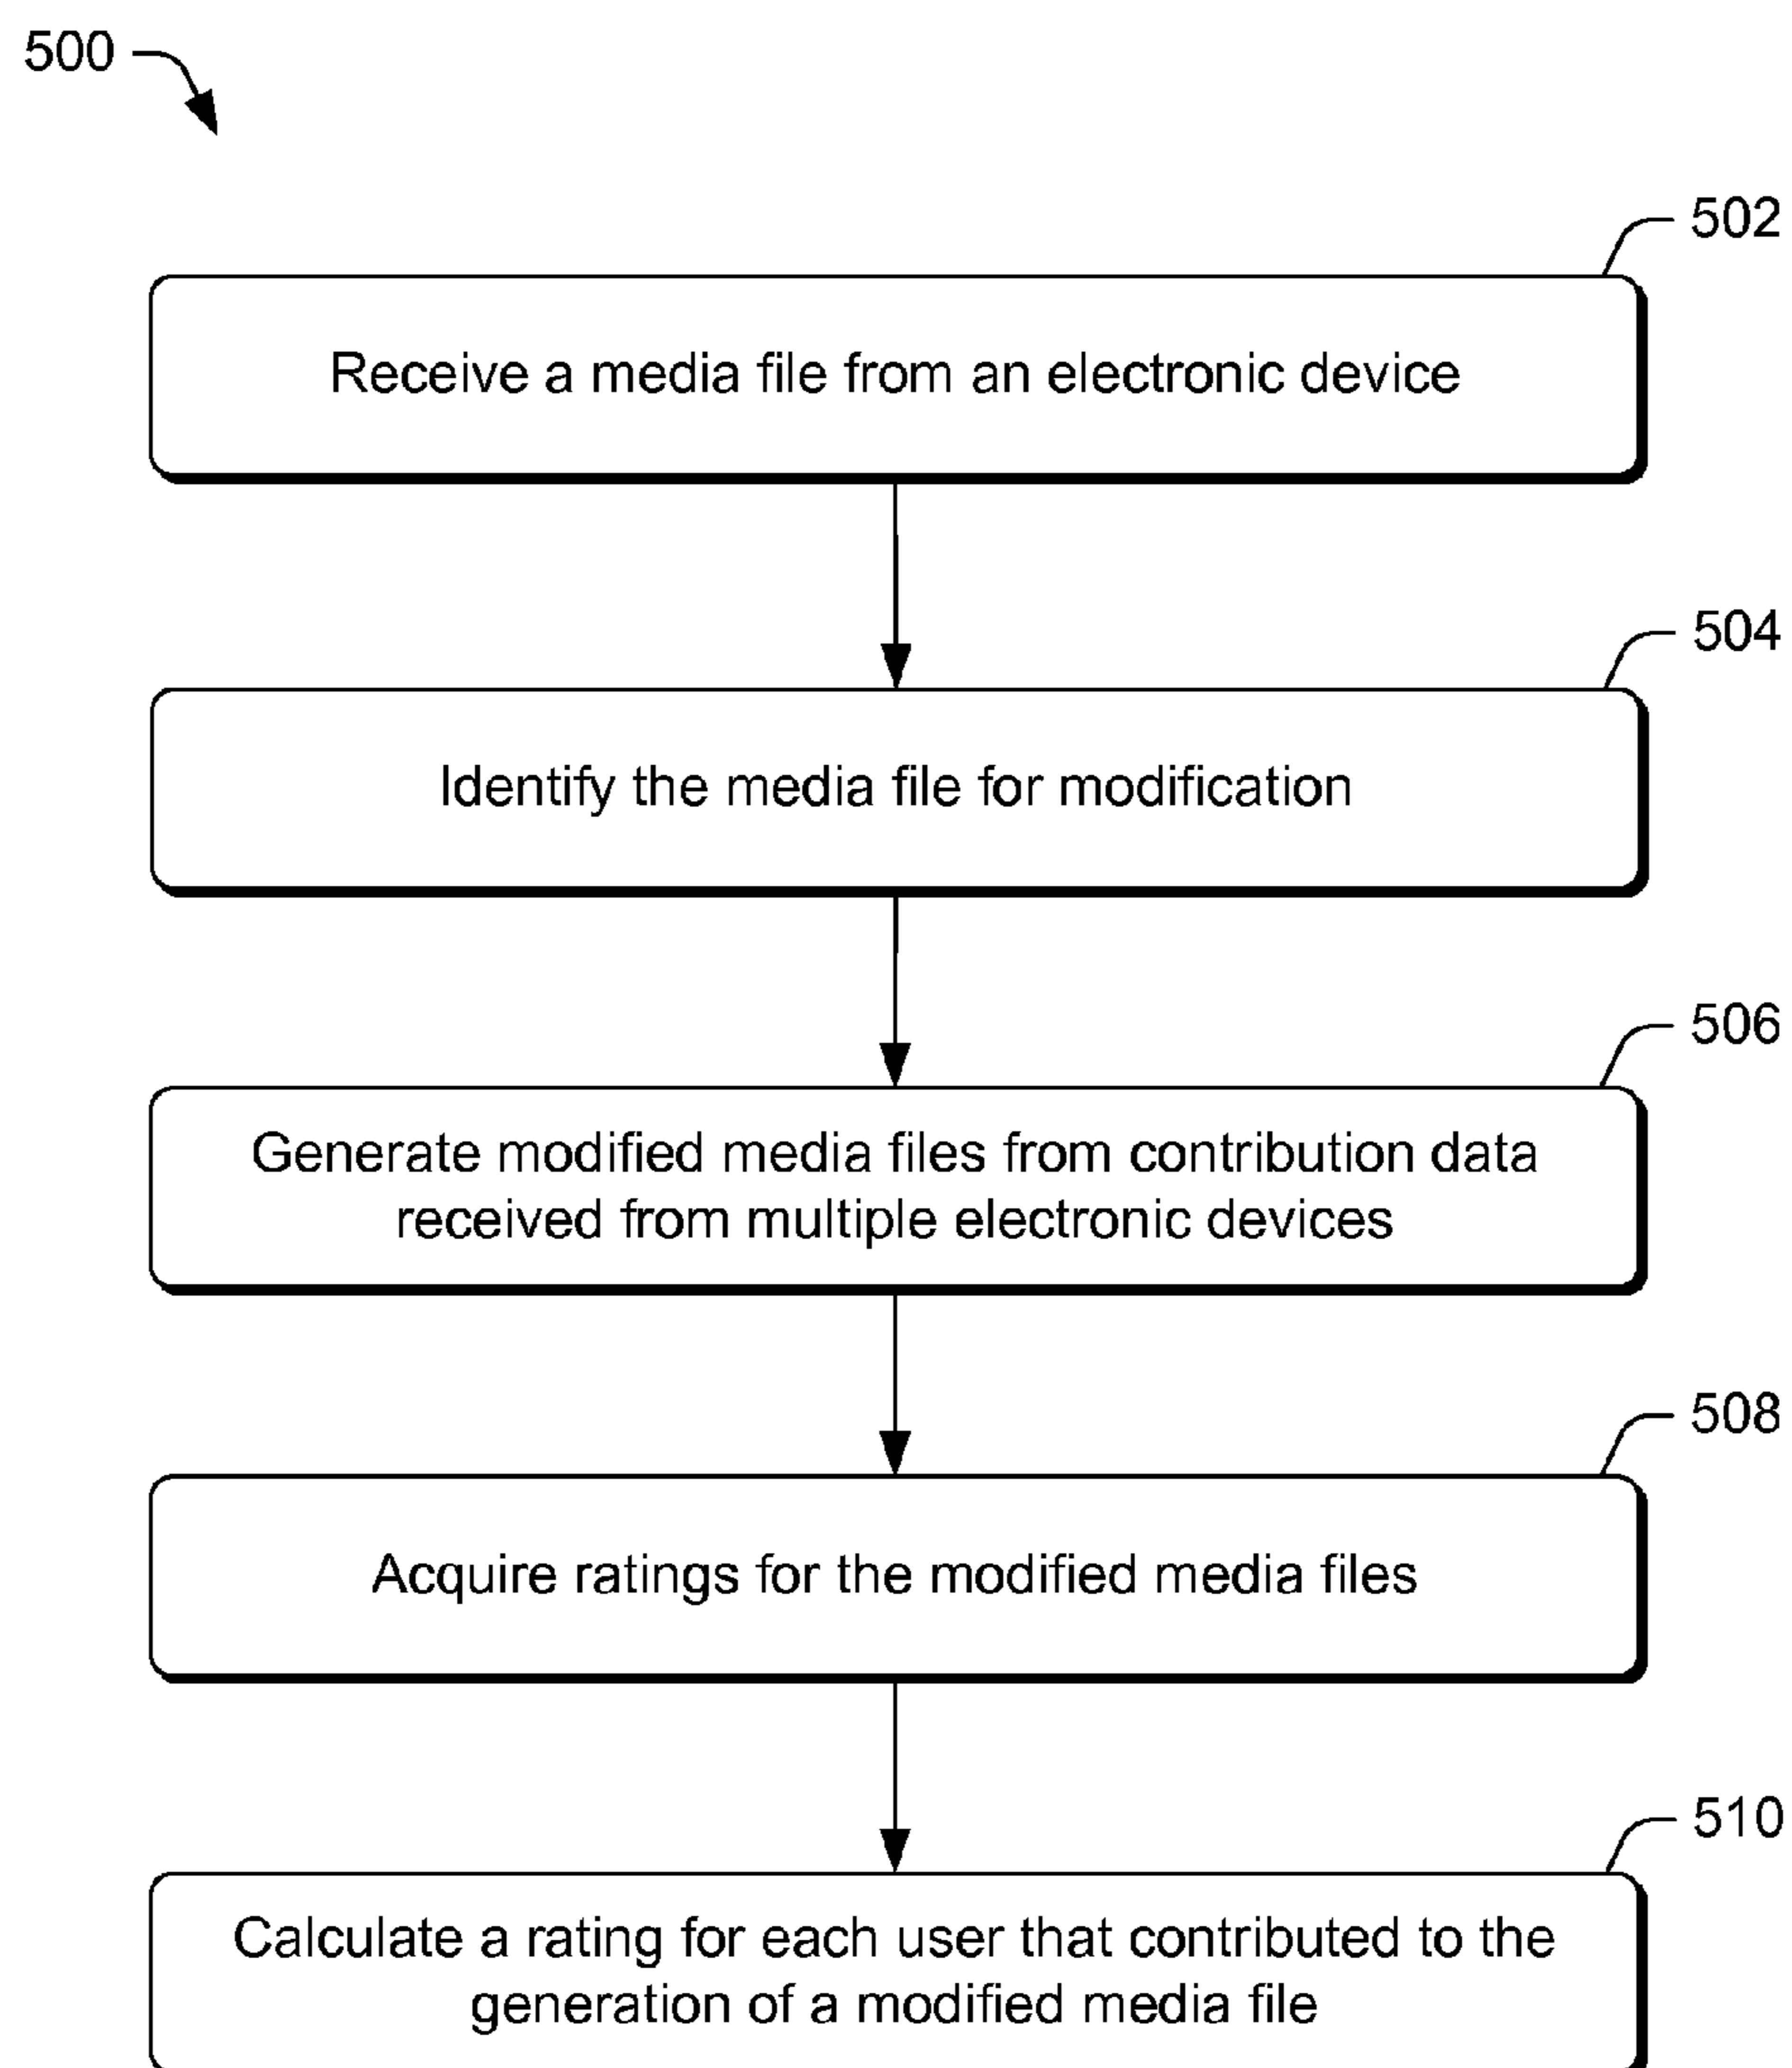 500
502
Receive a media file from an electronic device
504
Identify the media file for modification
506
Generate modified media files from contribution data
received from multiple electronic devices
508
Acquire ratings for the modified media files
510
Calculate a rating for each user that contributed to the
generation of a modified media file